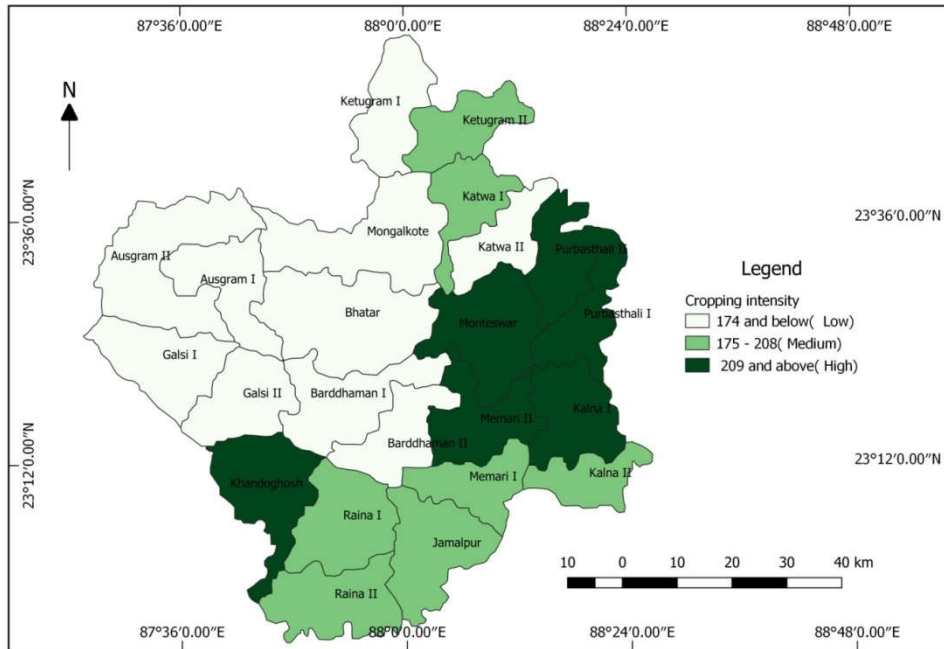 87°36′0.00″E 88°0′0.00″E 88°24′0.00″E 88°48′0.00″E
N
Ketugram I
Ketugram II
Katwa I
23°36′0.00″N
23°36′0.00″N
Mongalkote
Katwa II
Purbasthali II
Ausgram II
Ausgram I
Legend
Cropping intensity
174 and below( Low)
175 - 208( Medium)
209 and above( High)
Bhatar
Monteswar
Purbasthali I
Galsi I
Galsi II
Barddhaman I
Memari II
Kalna I
Barddhaman II
23°12′0.00″N
23°12′0.00″N
Khandoghosh
Memari I
Kalna II
Raina I
Jamalpur
Raina II
10 0 10 20 30 40 km
87°36′0.00″E 88°0′0.00″E 88°24′0.00″E 88°48′0.00″E